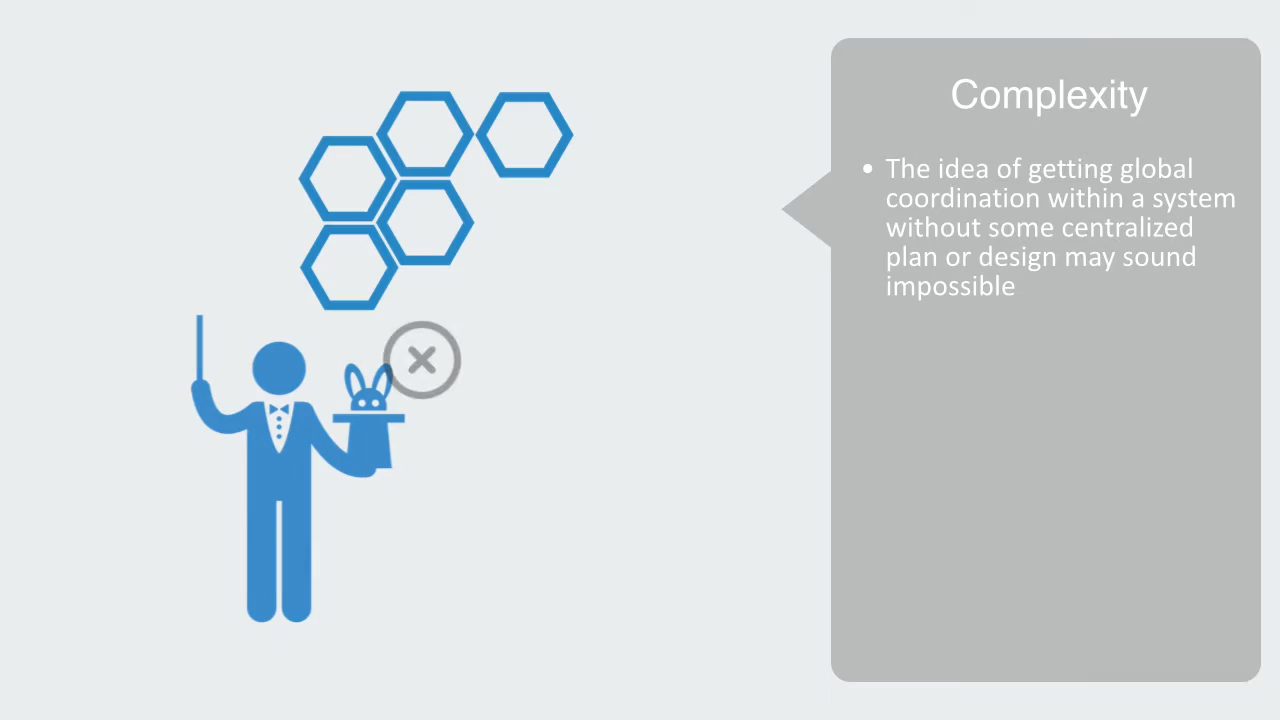 Complexity
• The idea of getting global
coordination within a system
without some centralized
plan or design may sound
impossible